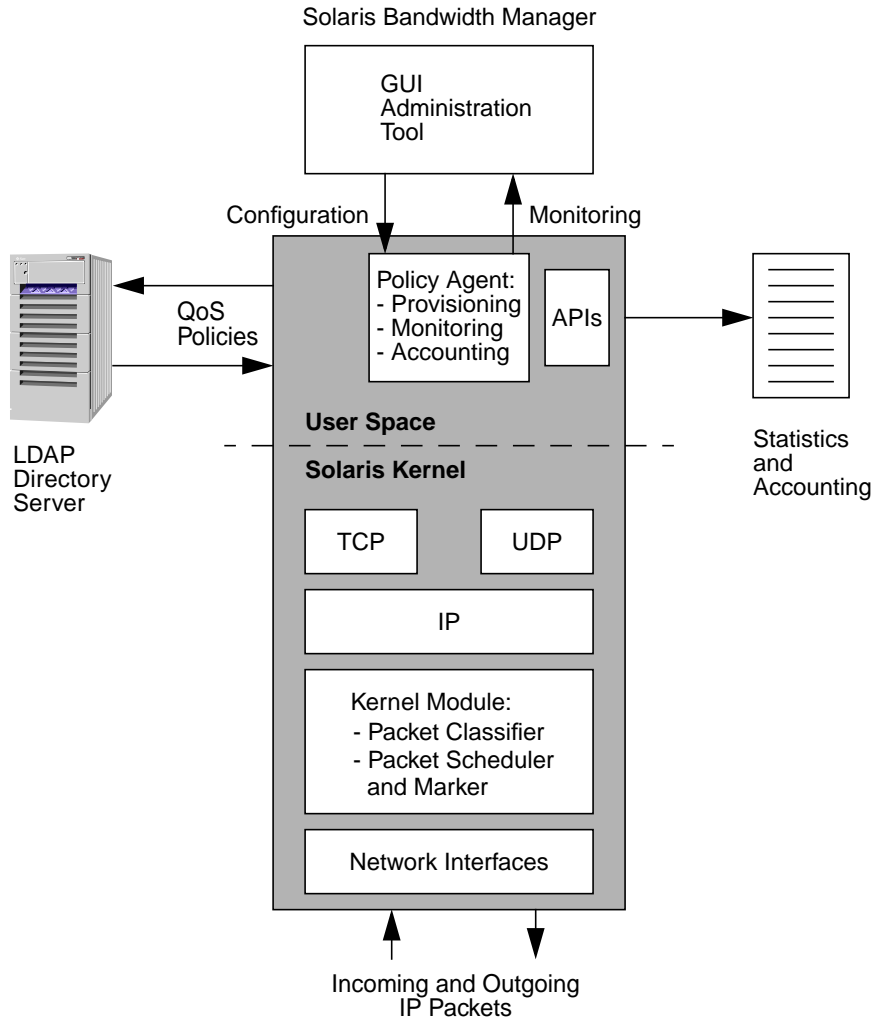 Solaris Bandwidth Manager
GUI
Administration
Tool
Configuration
Monitoring
Policy Agent:
- Provisioning
- Monitoring
- Accounting
APIs
QoS
Policies
User Space
LDAP
Directory
Server
Solaris Kernel
Statistics
and
Accounting
TCP
UDP
IP
Kernel Module:
- Packet Classifier
- Packet Scheduler
and Marker
Network Interfaces
Incoming and Outgoing
IP Packets